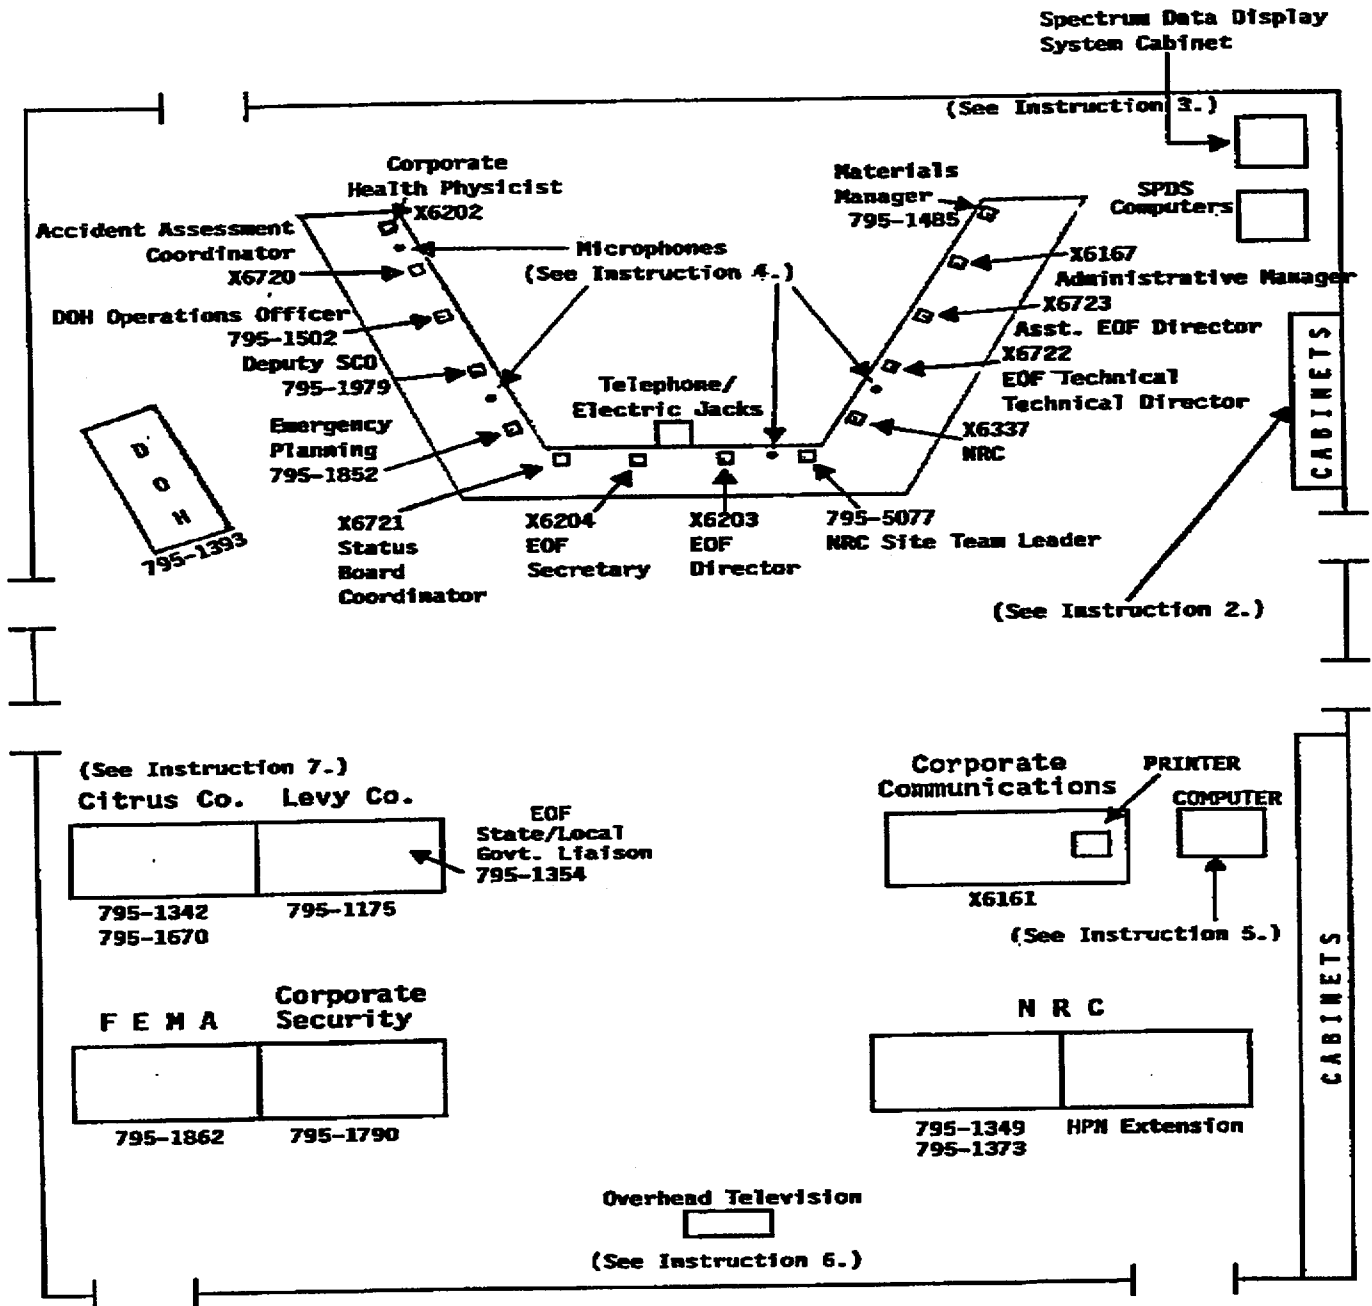 Spectrum Data Display
System Cabinet
(See Instruction 3.)
Corporate
Health Physicist
X6202
Materials
Manager
795-1485
SPDS
Computers
Accident Assessment
Coordinator
X6720
Microphones
(See Instruction 4.)
X6167
Administrative Manager
DOH Operations Officer
795-1502
X6723
Asst. EOF Director
Deputy SCO
795-1979
X6722
EOF Technical
Technical Director
Telephone/
Electric Jacks
CABINETS
Emergency
Planning
795-1852
X6337
NRC
D
O
H
795-1393
X6721
Status
Board
Coordinator
X6204
EOF
Secretary
X6203
EOF
Director
795-5077
NRC Site Team Leader
(See Instruction 2.)
(See Instruction 7.)
Citrus Co. Levy Co.
EOF
State/Local
Govt. Liaison
795-1354
795-1342
795-1670
795-1175
Corporate
Communications
PRINTER
COMPUTER
X6161
(See Instruction 5.)
CABINETS
F E M A
Corporate
Security
795-1862
795-1790
N R C
795-1349
795-1373
HPN Extension
Overhead Television
(See Instruction 6.)